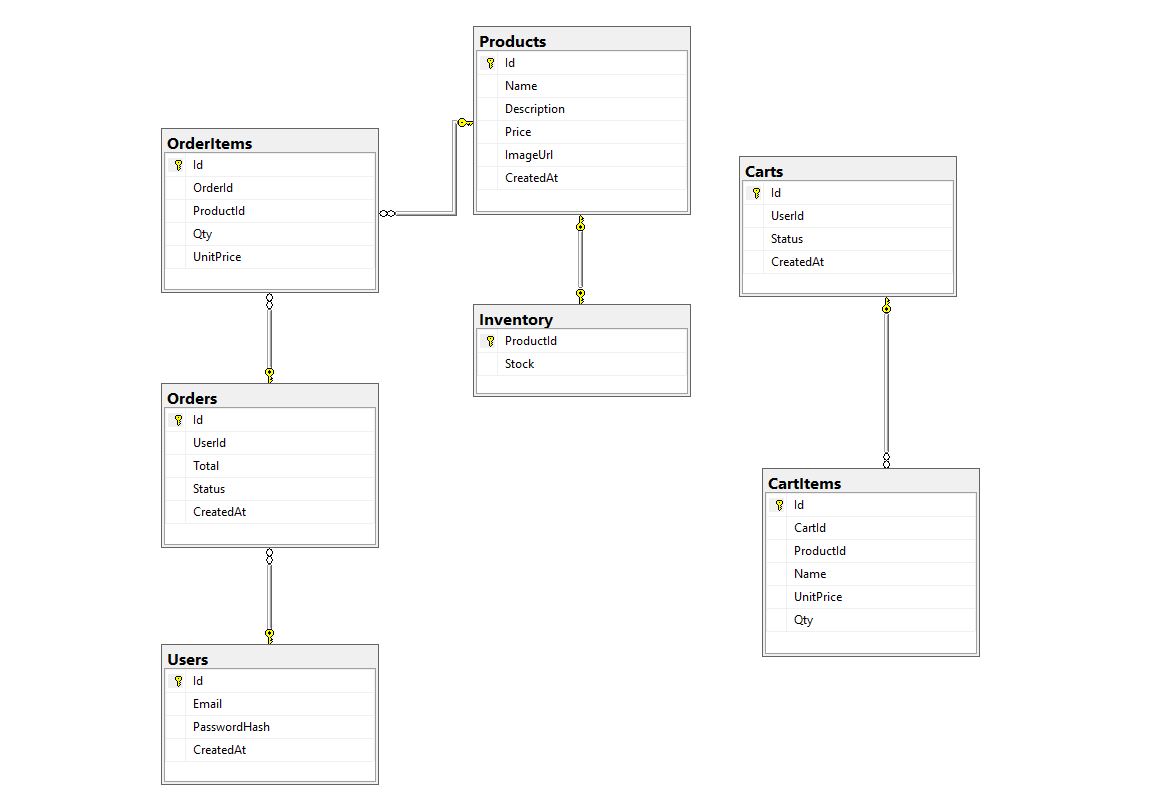 Products
Id
Name
Description
Price
ImageUrl
CreatedAt
OrderItems
Id
OrderId
ProductId
Qty
UnitPrice
Carts
Id
UserId
Status
CreatedAt
Inventory
ProductId
Stock
Orders
Id
UserId
Total
Status
CreatedAt
CartItems
Id
CartId
ProductId
Name
UnitPrice
Qty
Users
Id
Email
PasswordHash
CreatedAt